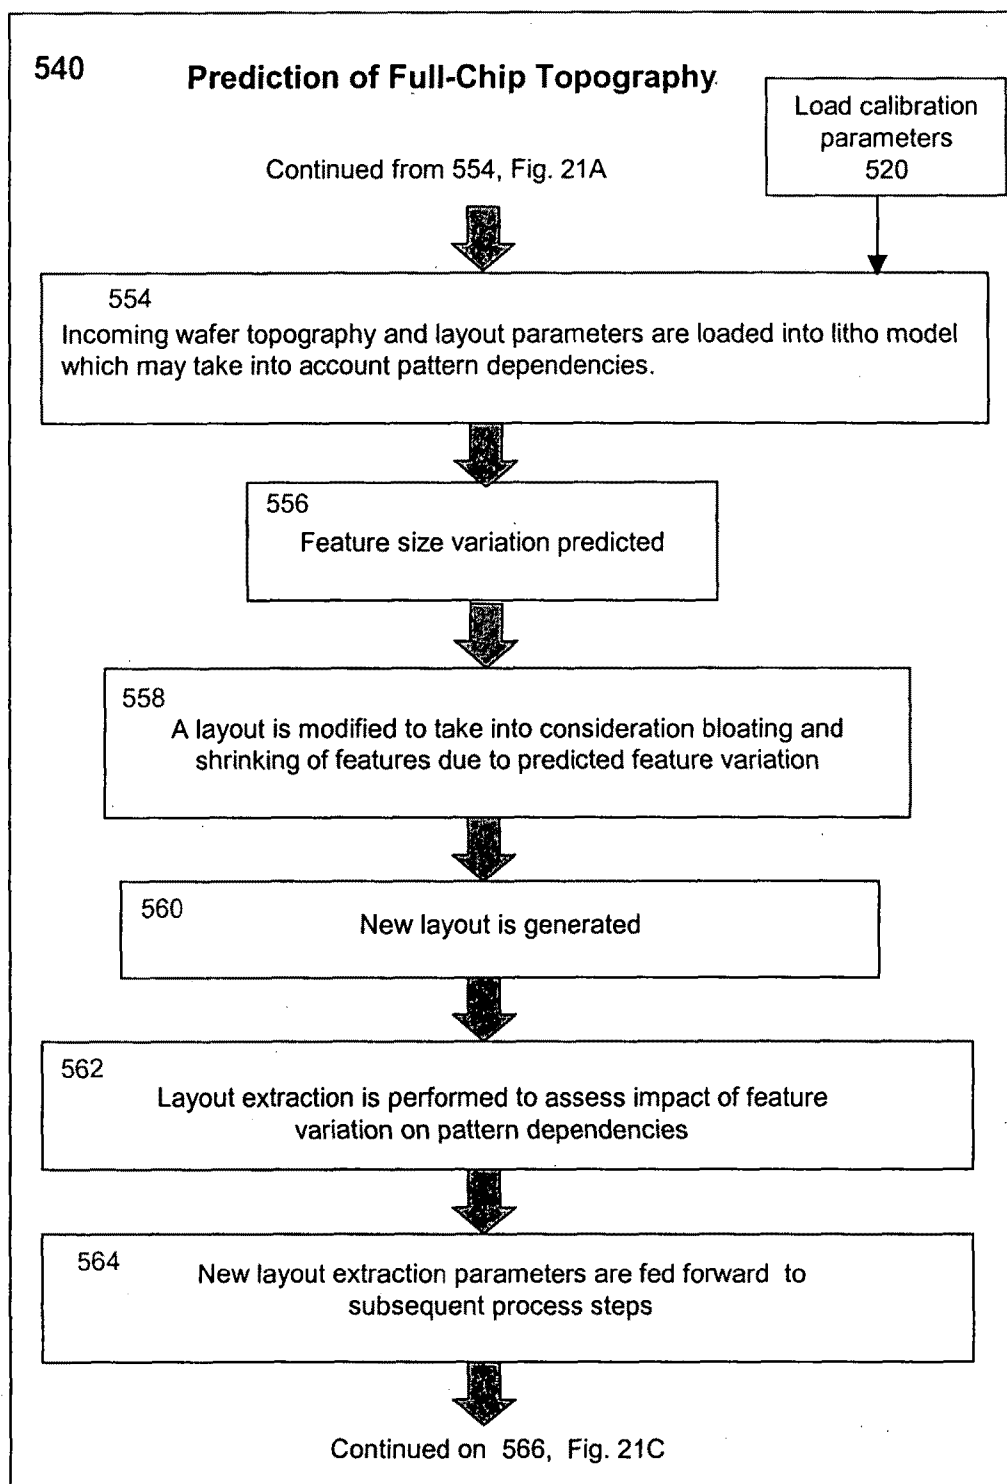 540
Prediction of Full-Chip Topography
Load calibration
parameters
520
Continued from 554, Fig. 21A
554
Incoming wafer topography and layout parameters are loaded into litho model
which may take into account pattern dependencies.
556
Feature size variation predicted
558
A layout is modified to take into consideration bloating and
shrinking of features due to predicted feature variation
560
New layout is generated
562
Layout extraction is performed to assess impact of feature
variation on pattern dependencies
564
New layout extraction parameters are fed forward to
subsequent process steps
Continued on 566, Fig. 21C